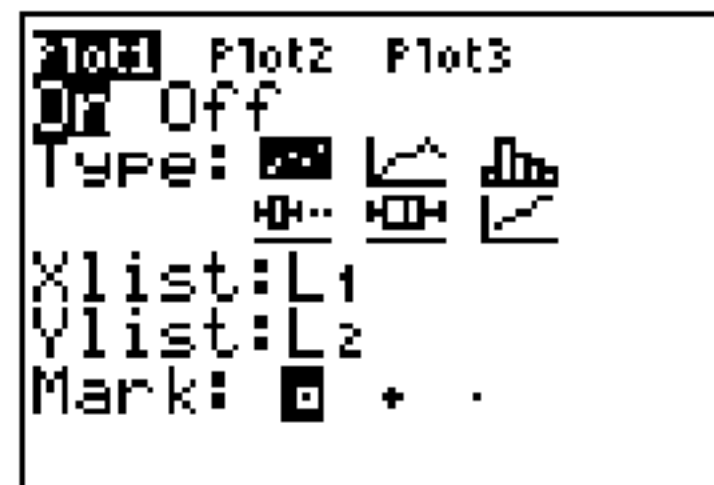 Plot1 Plot2 Plot3
On Off
Type:
Xlist:L₁
Ylist:L₂
Mark: